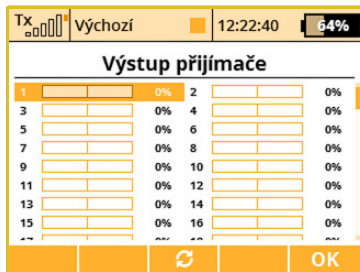 Tx Výchozí 12:22:40 64%
Výstup přijímače
1 0% 2 0%
3 0% 4 0%
5 0% 6 0%
7 0% 8 0%
9 0% 10 0%
11 0% 12 0%
13 0% 14 0%
15 0% 16 0%
OK